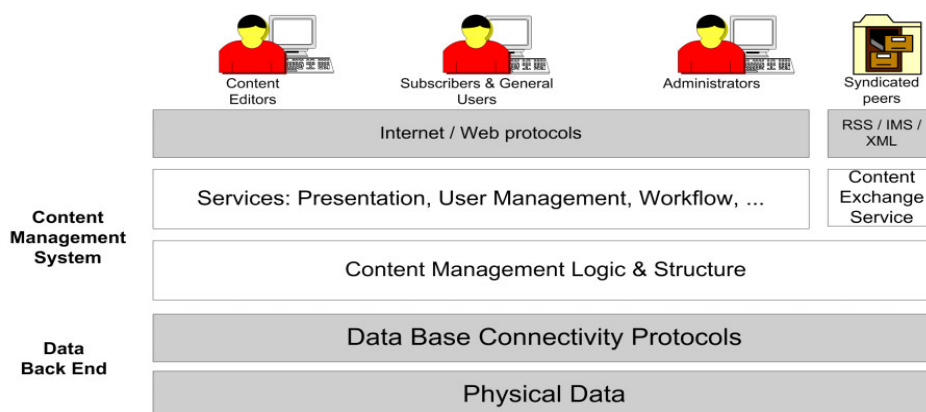 Content
Editors
Subscribers & General
Users
Administrators
Syndicated
peers
Internet / Web protocols
RSS / IMS /
XML
Services: Presentation, User Management, Workflow, ...
Content
Exchange
Service
Content
Management
System
Content Management Logic & Structure
Data Base Connectivity Protocols
Data
Back End
Physical Data